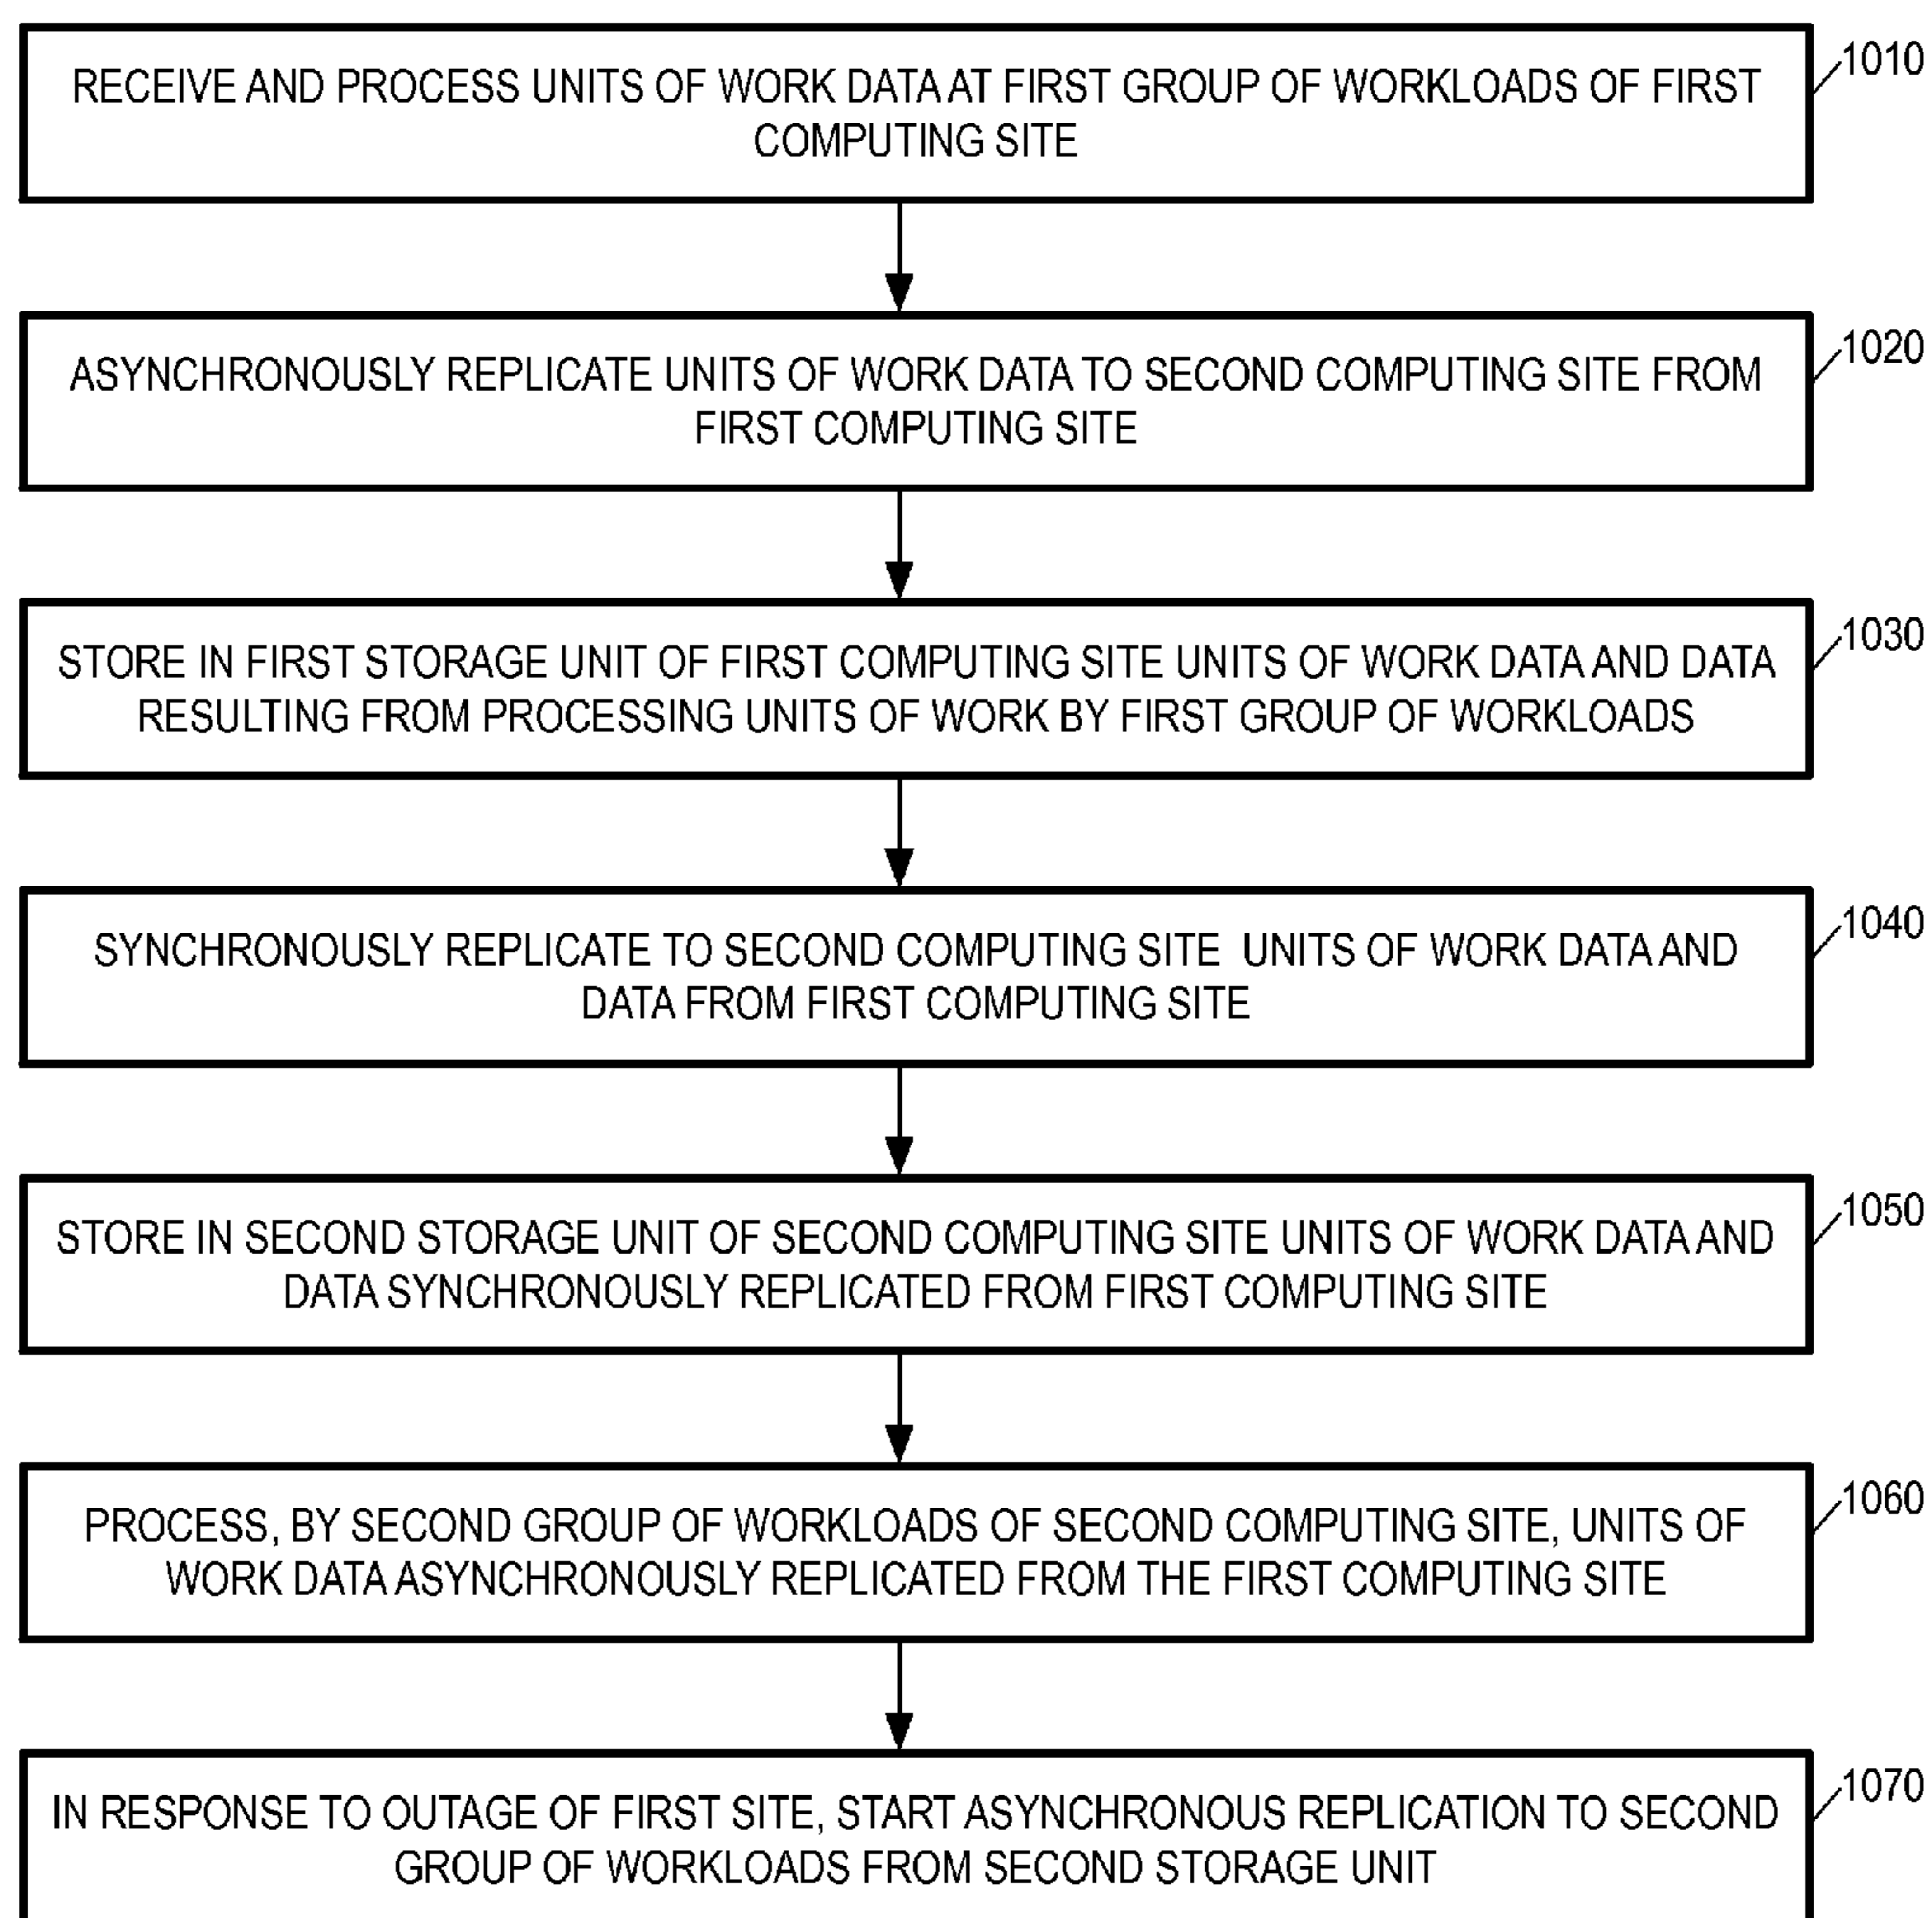 RECEIVE AND PROCESS UNITS OF WORK DATA AT FIRST GROUP OF WORKLOADS OF FIRST
COMPUTING SITE
1010
ASYNCHRONOUSLY REPLICATE UNITS OF WORK DATA TO SECOND COMPUTING SITE FROM
FIRST COMPUTING SITE
1020
STORE IN FIRST STORAGE UNIT OF FIRST COMPUTING SITE UNITS OF WORK DATA AND DATA
RESULTING FROM PROCESSING UNITS OF WORK BY FIRST GROUP OF WORKLOADS
1030
SYNCHRONOUSLY REPLICATE TO SECOND COMPUTING SITE UNITS OF WORK DATA AND
DATA FROM FIRST COMPUTING SITE
1040
STORE IN SECOND STORAGE UNIT OF SECOND COMPUTING SITE UNITS OF WORK DATA AND
DATA SYNCHRONOUSLY REPLICATED FROM FIRST COMPUTING SITE
1050
PROCESS, BY SECOND GROUP OF WORKLOADS OF SECOND COMPUTING SITE, UNITS OF
WORK DATA ASYNCHRONOUSLY REPLICATED FROM THE FIRST COMPUTING SITE
1060
IN RESPONSE TO OUTAGE OF FIRST SITE, START ASYNCHRONOUS REPLICATION TO SECOND
GROUP OF WORKLOADS FROM SECOND STORAGE UNIT
1070